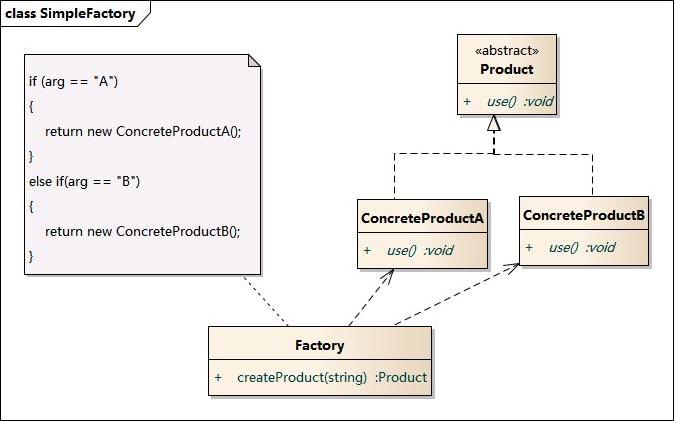 class SimpleFactory
if (arg == "A")
{
return new ConcreteProductA();
}
else if(arg == "B")
{
return new ConcreteProductB();
}
«abstract»
Product
+ use() :void
ConcreteProductA
+ use() :void
ConcreteProductB
+ use() :void
Factory
+ createProduct(string) :Product